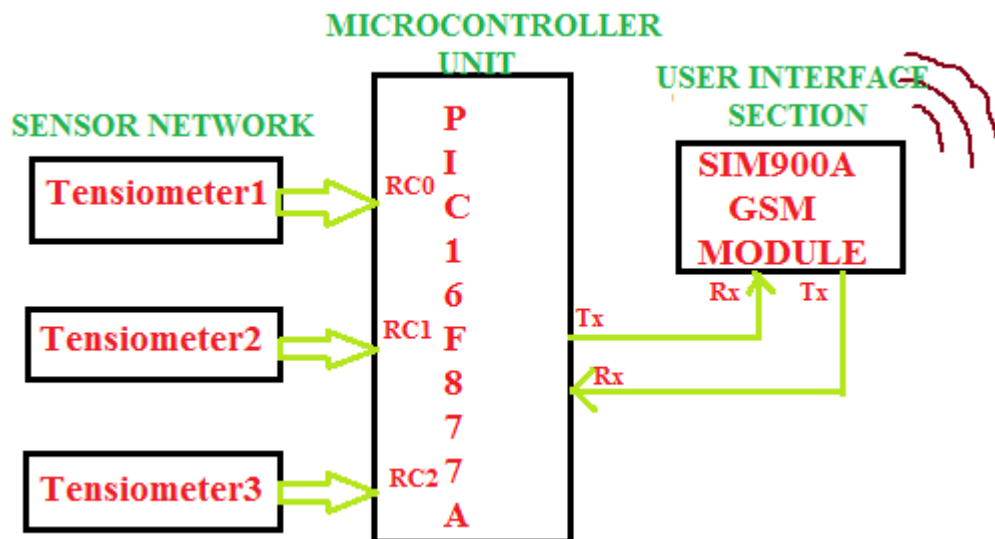 MICROCONTROLLER
UNIT
USER INTERFACE
SECTION
SENSOR NETWORK
Tensiometer1
RC0
Tensiometer2
RC1
Tensiometer3
RC2
P
I
C
1
6
F
8
7
7
A
SIM900A
GSM
MODULE
Rx Tx
Tx
Rx